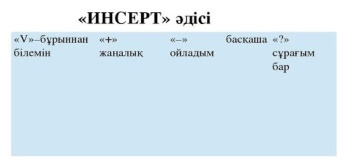 «ИНСЕРТ» әдісі
«V»–бұрыннан білемін «+» жаңалық «–» басқаша ойладым «?» сұрағым бар